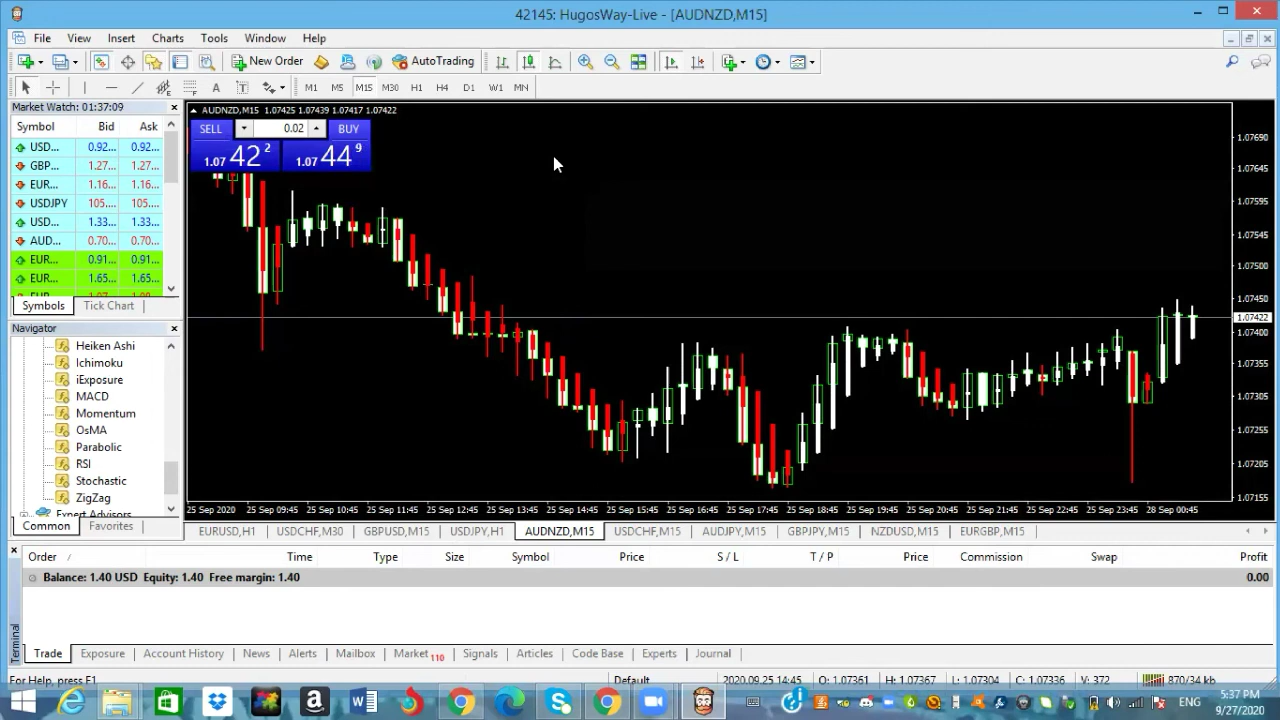 42145: HugosWay-Live - [AUDNZD,M15]
File View Insert Charts Tools Window Help
New Order AutoTrading
M1 M5 M15 M30 H1 H4 D1 W1 MN
Market Watch: 01:37:09
Symbol Bid Ask
USD... 0.92... 0.92...
GBP... 1.27... 1.27...
EUR... 1.16... 1.16...
USDJPY 105.... 105....
USD... 1.33... 1.33...
AUD... 0.70... 0.70...
EUR... 0.91... 0.91...
EUR... 1.65... 1.65...
Symbols Tick Chart
Navigator
Heiken Ashi
Ichimoku
iExposure
MACD
Momentum
OsMA
Parabolic
RSI
Stochastic
ZigZag
Expert Advisors
Common Favorites
AUDNZD,M15 1.07425 1.07439 1.07417 1.07422
SELL 0.02 BUY
1.07 42 2 1.07 44 9
1.07690
1.07645
1.07595
1.07545
1.07500
1.07450
1.07422
1.07400
1.07355
1.07305
1.07255
1.07205
1.07155
25 Sep 2020 25 Sep 09:45 25 Sep 10:45 25 Sep 11:45 25 Sep 12:45 25 Sep 13:45 25 Sep 14:45 25 Sep 15:45 25 Sep 16:45 25 Sep 17:45 25 Sep 18:45 25 Sep 19:45 25 Sep 20:45 25 Sep 21:45 25 Sep 22:45 25 Sep 23:45 28 Sep 00:45
EURUSD,H1 USDCHF,M30 GBPUSD,M15 USDJPY,H1 AUDNZD,M15 USDCHF,M15 AUDJPY,M15 GBPJPY,M15 NZDUSD,M15 EURGBP,M15
Order / Time Type Size Symbol Price S / L T / P Price Commission Swap Profit
Balance: 1.40 USD Equity: 1.40 Free margin: 1.40 0.00
Terminal
Trade Exposure Account History News Alerts Mailbox Market 110 Signals Articles Code Base Experts Journal
For Help, press F1 Default 2020.09.25 14:45 O: 1.07361 H: 1.07367 L: 1.07304 C: 1.07336 V: 372 870/34 kb
ENG
5:37 PM
9/27/2020